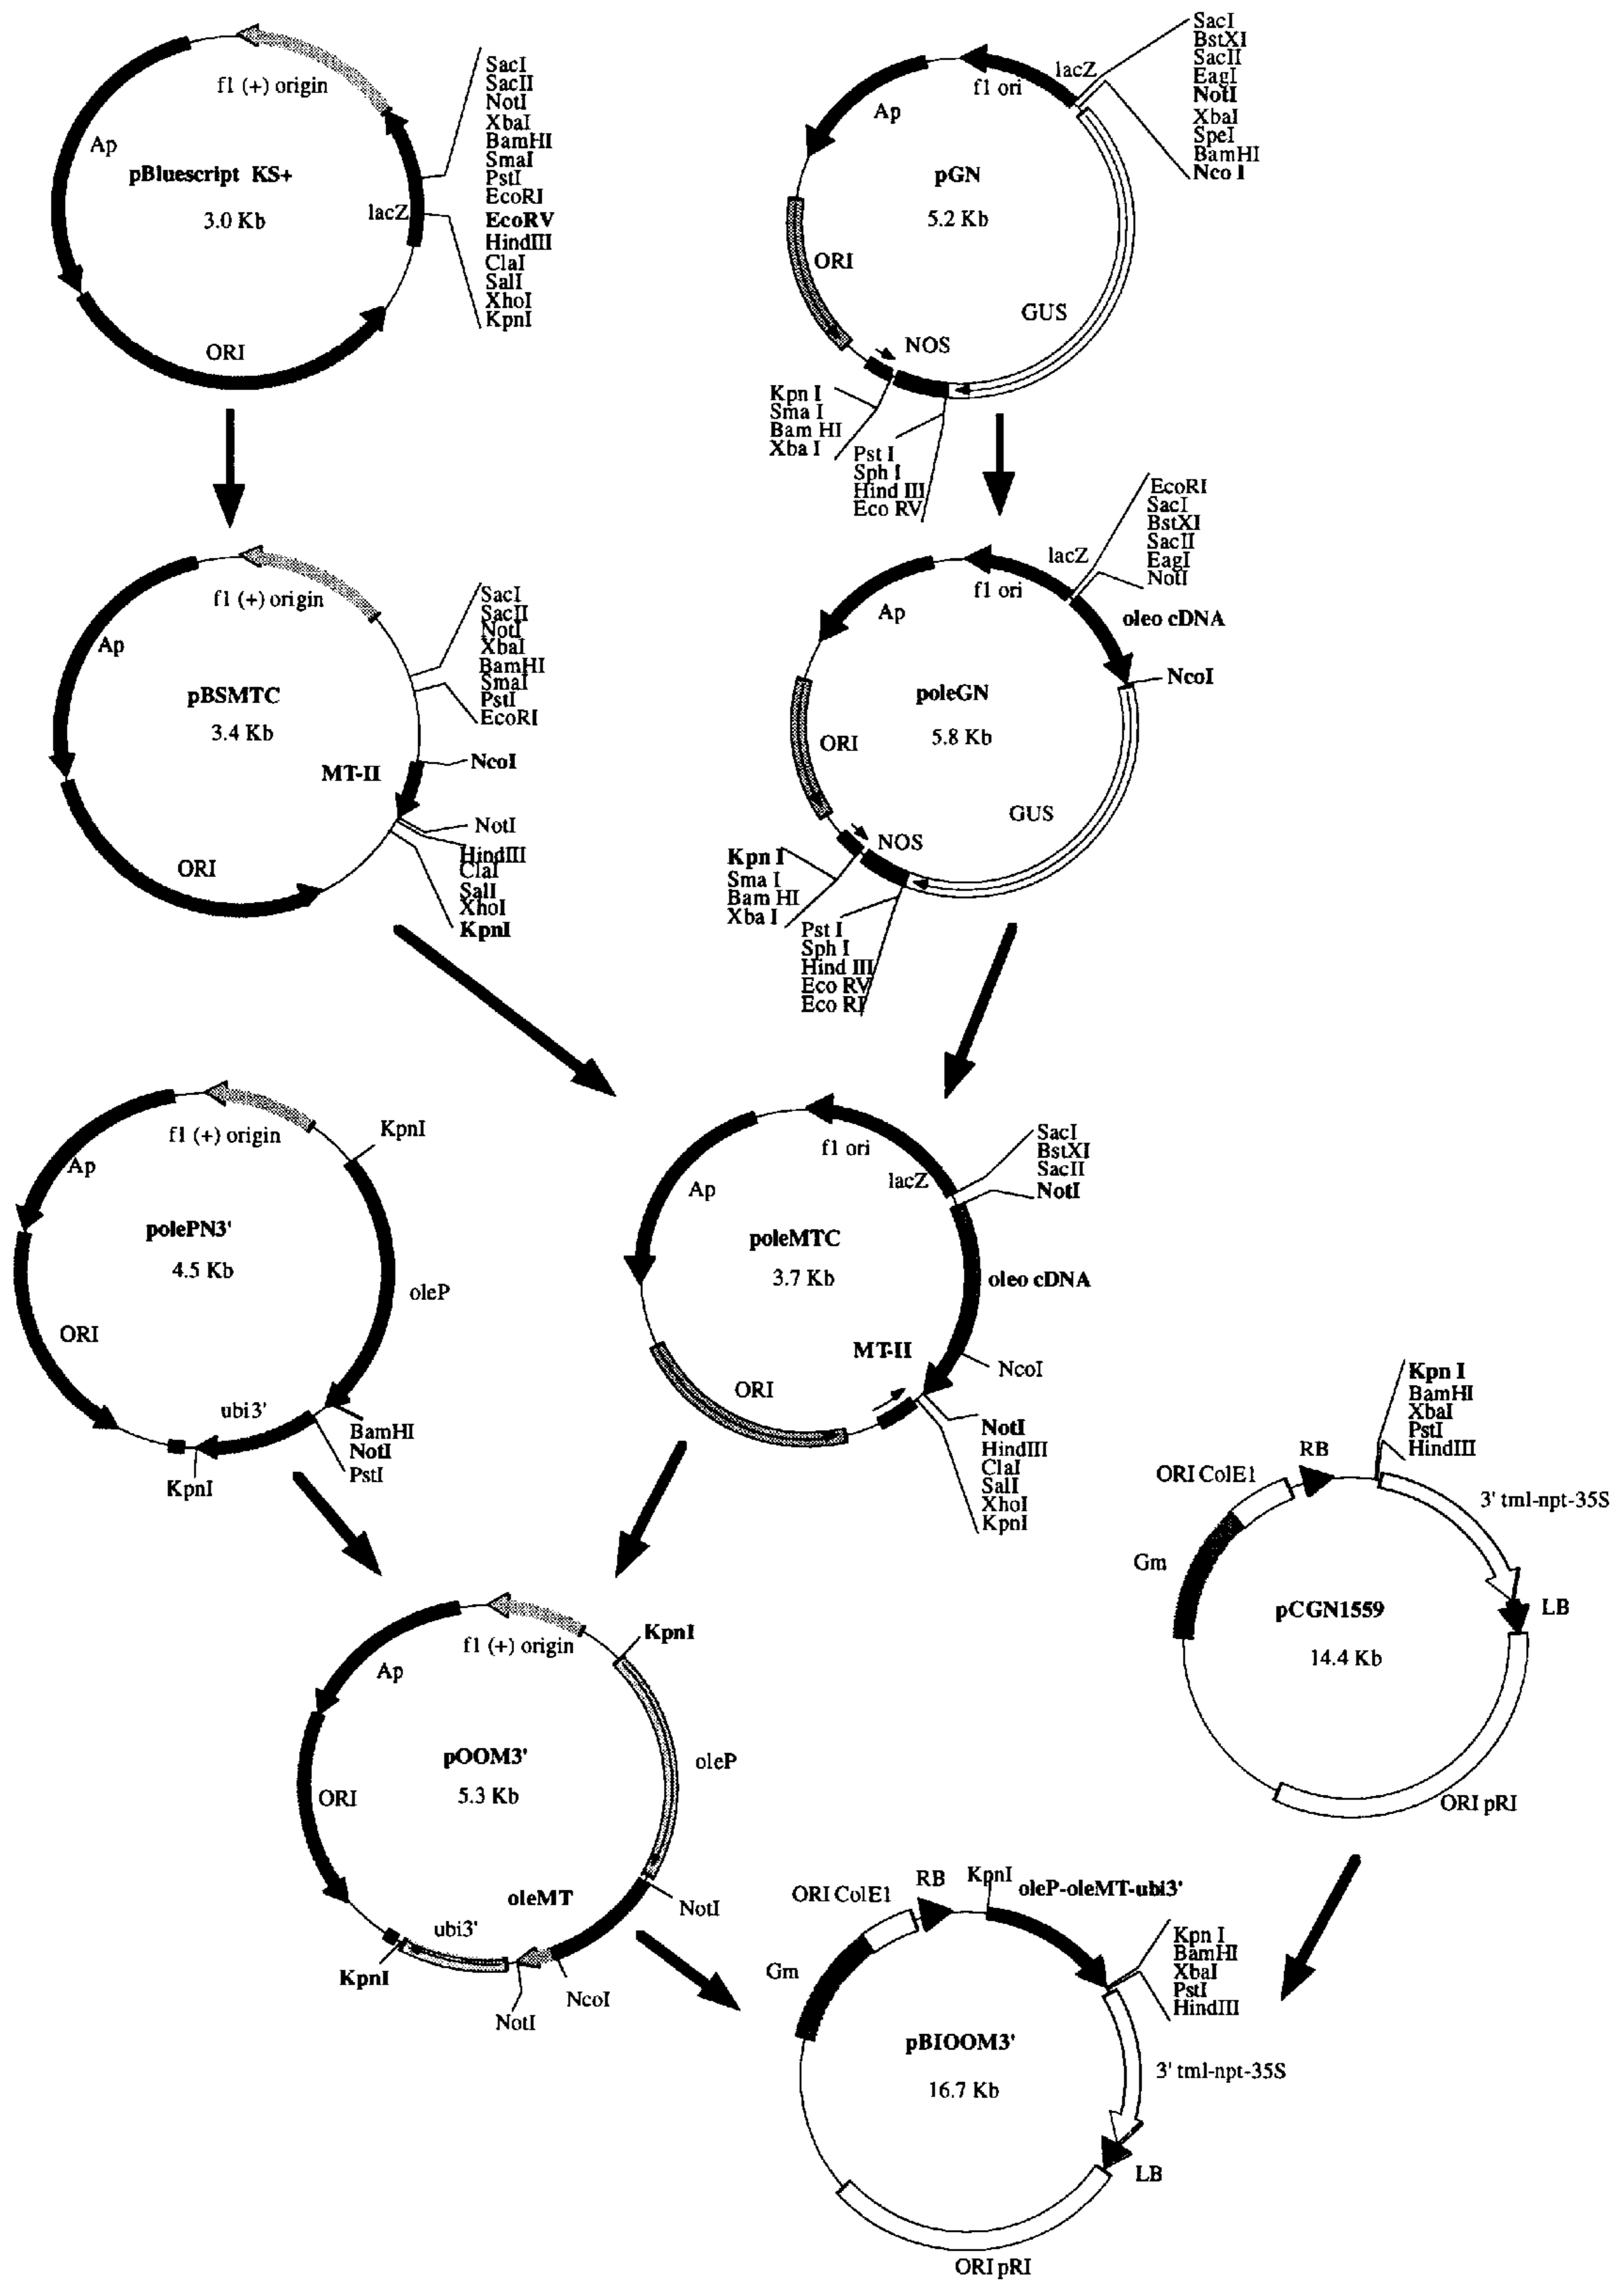 f1 (+) origin
Ap
pBluescript KS+
3.0 Kb
lacZ
ORI
SacI
SacII
NotI
XbaI
BamHI
SmaI
PstI
EcoRI
EcoRV
HindIII
ClaI
SalI
XhoI
KpnI
lacZ
f1 ori
Ap
pGN
5.2 Kb
ORI
GUS
NOS
SacI
BstXI
SacII
EagI
NotI
XbaI
SpeI
BamHI
Nco I
Kpn I
Sma I
Bam HI
Xba I
Pst I
Sph I
Hind III
Eco RV
f1 (+) origin
Ap
pBSMTC
3.4 Kb
MT-II
ORI
SacI
SacII
NotI
XbaI
BamHI
SmaI
PstI
EcoRI
NcoI
NotI
HindIII
ClaI
SalI
XhoI
KpnI
lacZ
f1 ori
Ap
poleGN
5.8 Kb
ORI
GUS
NOS
EcoRI
SacI
BstXI
SacII
EagI
NotI
oleo cDNA
NcoI
Kpn I
Sma I
Bam HI
Xba I
Pst I
Sph I
Hind III
Eco RV
Eco RI
f1 (+) origin
KpnI
Ap
polePN3'
4.5 Kb
oleP
ORI
ubi3'
BamHI
NotI
PstI
KpnI
f1 ori
lacZ
Ap
poleMTC
3.7 Kb
MT-II
ORI
SacI
BstXI
SacII
NotI
oleo cDNA
NcoI
NotI
HindIII
ClaI
SalI
XhoI
KpnI
Kpn I
BamHI
XbaI
PstI
HindIII
RB
ORI ColE1
3' tml-npt-35S
Gm
pCGN1559
14.4 Kb
LB
ORI pRI
f1 (+) origin
KpnI
Ap
pOOM3'
5.3 Kb
oleP
ORI
oleMT
ubi3'
NotI
KpnI
NcoI
NotI
ORI ColE1
RB
KpnI
oleP-oleMT-ubi3'
Gm
Kpn I
BamHI
XbaI
PstI
HindIII
pBIOOM3'
16.7 Kb
3' tml-npt-35S
LB
ORI pRI